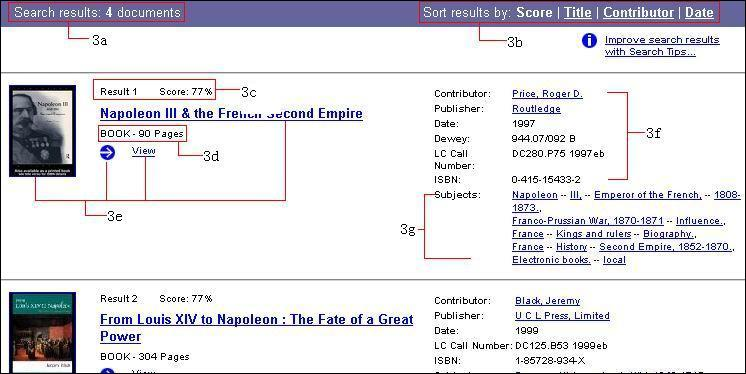 Search results: 4 documents
Sort results by: Score | Title | Contributor | Date
3a
3b
Improve search results
with Search Tips...
Result 1 Score: 77%
3c
Napoleon III & the French Second Empire
BOOK - 90 Pages
3d
View
3e
Napoleon III
Also available as a printed book
Contributor: Price, Roger D.
Publisher: Routledge
Date: 1997
Dewey: 944.07/092 B
LC Call Number: DC280.P75 1997eb
ISBN: 0-415-15433-2
3f
Subjects: Napoleon -- III, -- Emperor of the French, -- 1808-
1873.,
Franco-Prussian War, 1870-1871 -- Influence.,
France -- Kings and rulers -- Biography.,
France -- History -- Second Empire, 1852-1870.,
Electronic books. -- local
3g
Result 2 Score: 77%
From Louis XIV to Napoleon : The Fate of a Great
Power
BOOK - 304 Pages
View
Contributor: Black, Jeremy
Publisher: U C L Press, Limited
Date: 1999
LC Call Number: DC125.B53 1999eb
ISBN: 1-85728-934-X